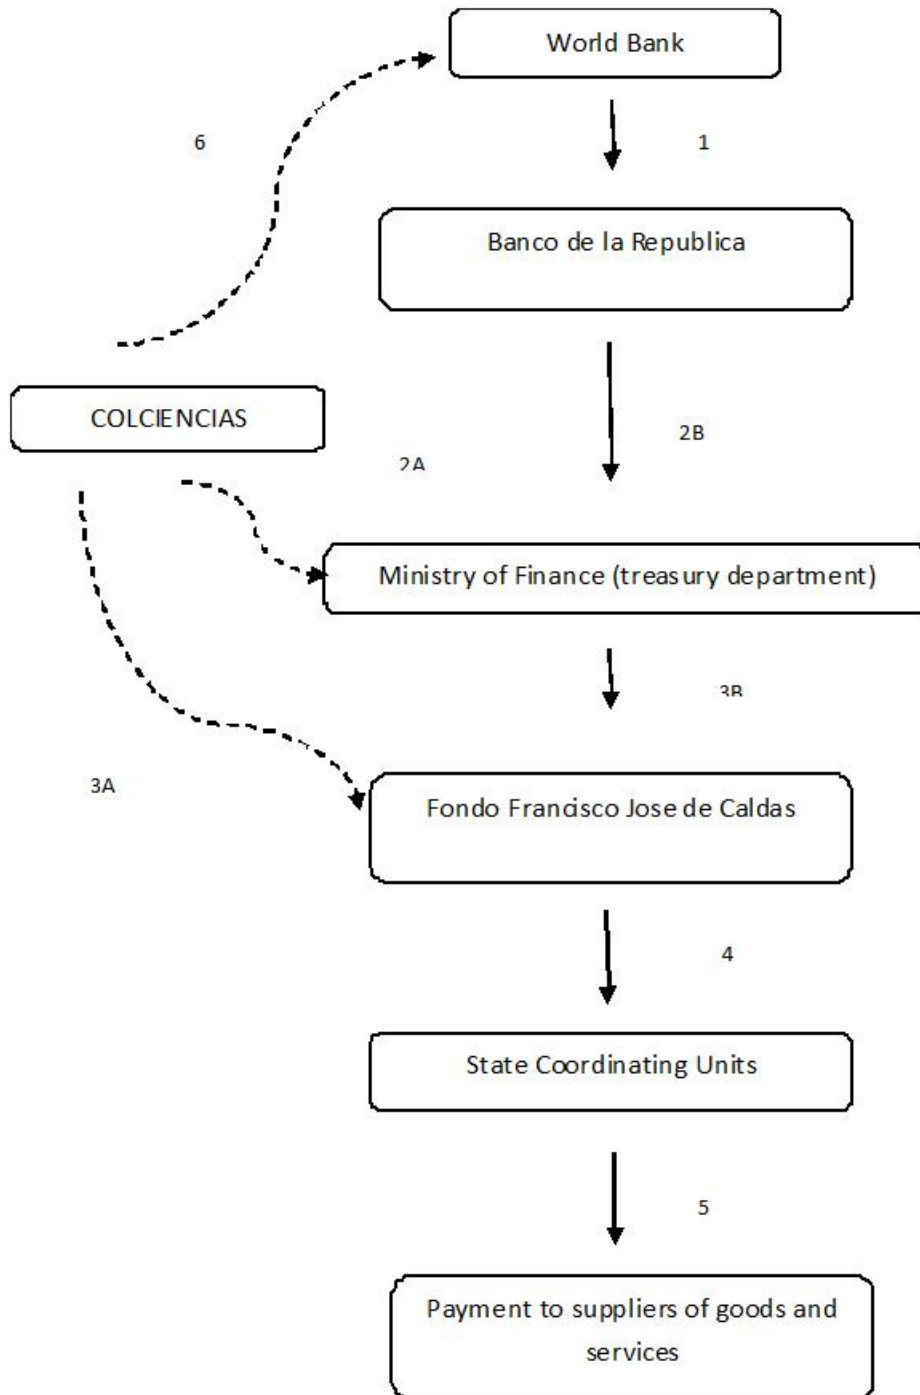 World Bank
6
1
Banco de la Republica
COLCIENCIAS
2B
2A
Ministry of Finance (treasury department)
3B
3A
Fondo Francisco Jose de Caldas
4
State Coordinating Units
5
Payment to suppliers of goods and
services